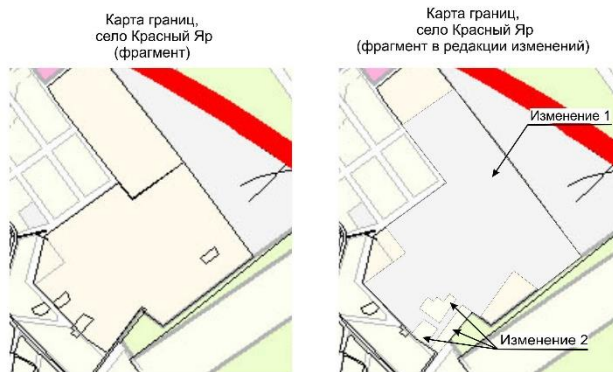 Карта границ,
село Красный Яр
(фрагмент)
Карта границ,
село Красный Яр
(фрагмент в редакции изменений)
Изменение 1
Изменение 2